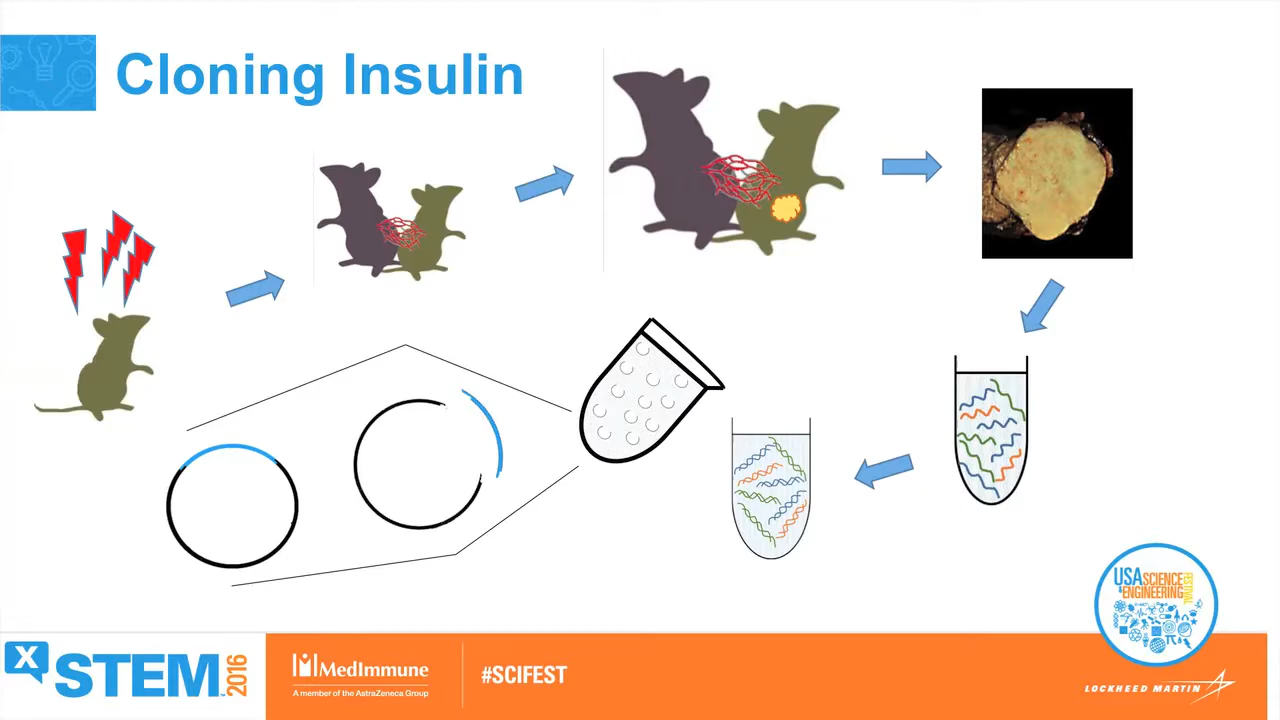 Cloning Insulin
USA SCIENCE
& ENGINEERING
FESTIVAL
X
STEM 2016
MedImmune
A member of the AstraZeneca Group
#SCIFEST
LOCKHEED MARTIN